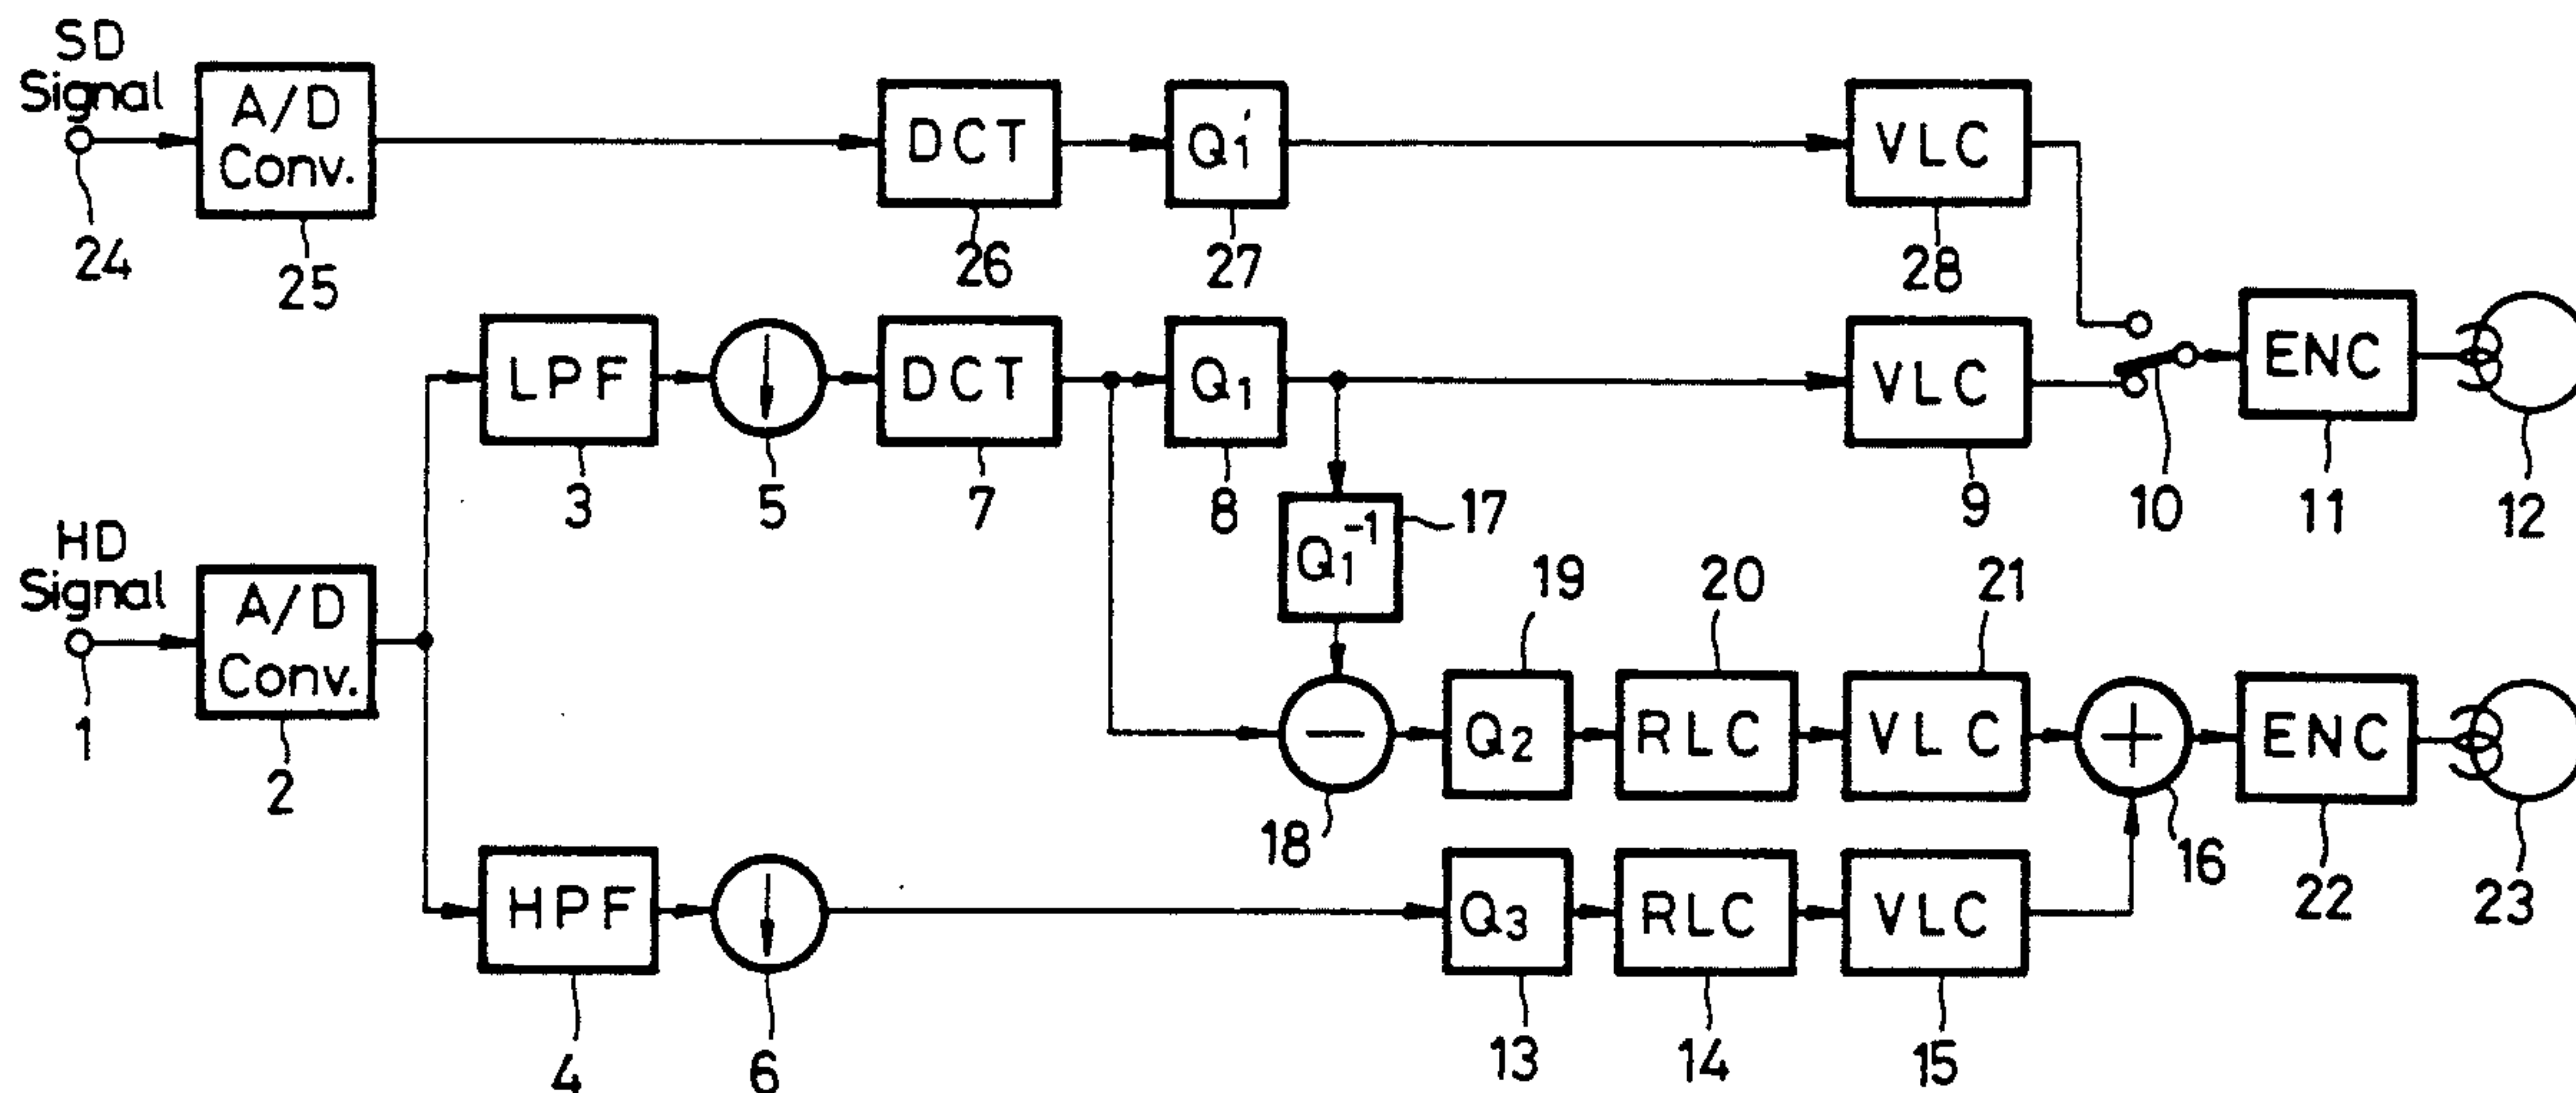 SD
Signal
A/D
Conv.
DCT
Q₁′
VLC
24
25
26
27
28
LPF
DCT
Q₁
VLC
ENC
3
5
7
8
9
10
11
12
HD
Signal
A/D
Conv.
Q₁⁻¹
17
19
20
21
1
2
18
Q₂
RLC
VLC
ENC
16
22
23
HPF
Q₃
RLC
VLC
4
6
13
14
15